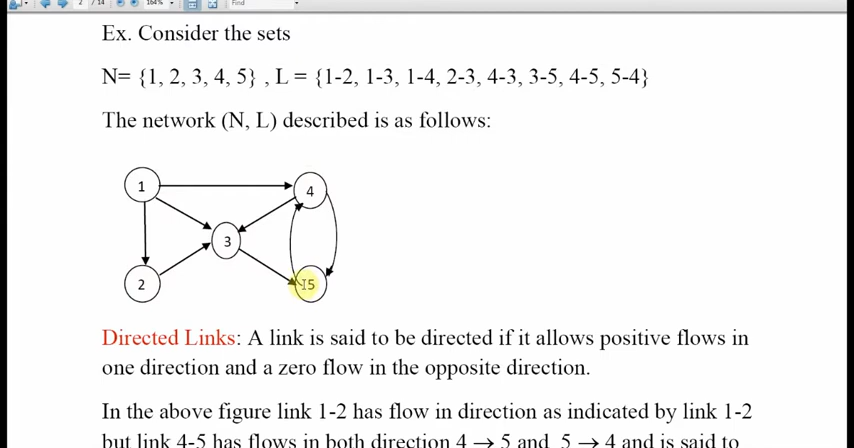 2 / 14 164% Find
Ex. Consider the sets
N= {1, 2, 3, 4, 5} , L = {1-2, 1-3, 1-4, 2-3, 4-3, 3-5, 4-5, 5-4}
The network (N, L) described is as follows:
1 4
3
2 5
Directed Links: A link is said to be directed if it allows positive flows in
one direction and a zero flow in the opposite direction.
In the above figure link 1-2 has flow in direction as indicated by link 1-2
but link 4-5 has flows in both direction 4 → 5 and 5 → 4 and is said to